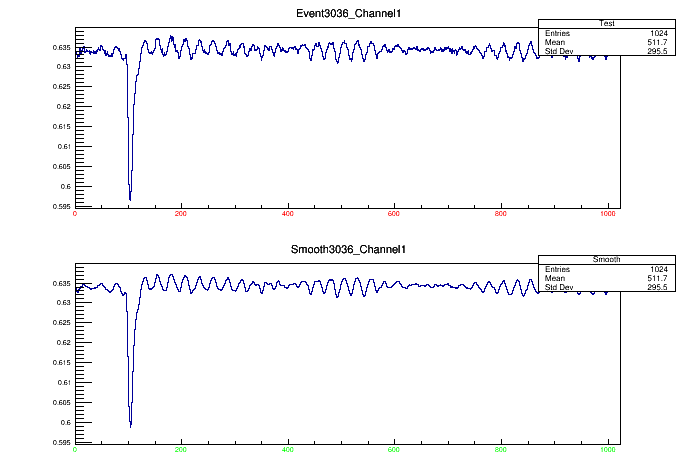 Event3036_Channel1
Test
Entries 1024
Mean 511.7
Std Dev 295.5
0.635
0.63
0.625
0.62
0.615
0.61
0.605
0.6
0.595
0 200 400 600 800 1000
Smooth3036_Channel1
Smooth
Entries 1024
Mean 511.7
Std Dev 295.5
0.635
0.63
0.625
0.62
0.615
0.61
0.605
0.6
0.595
0 200 400 600 800 1000